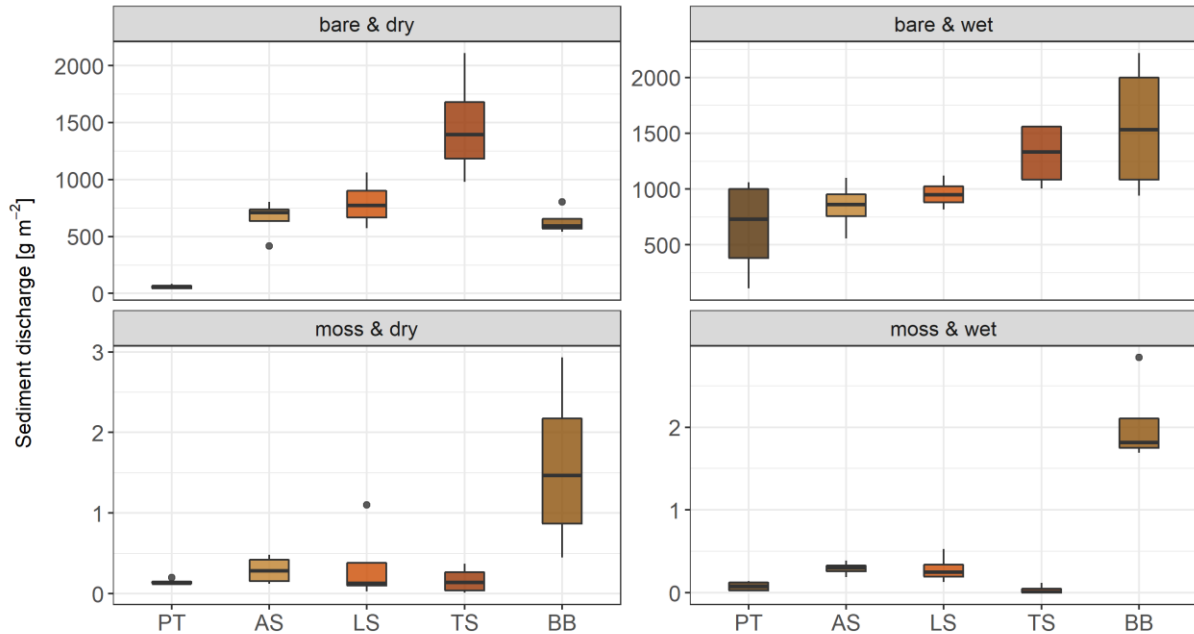 bare & dry
bare & wet
Sediment discharge [g m⁻²]
2000
1500
1000
500
0
2000
1500
1000
500
moss & dry
moss & wet
3
2
1
0
2
1
0
PT AS LS TS BB
PT AS LS TS BB